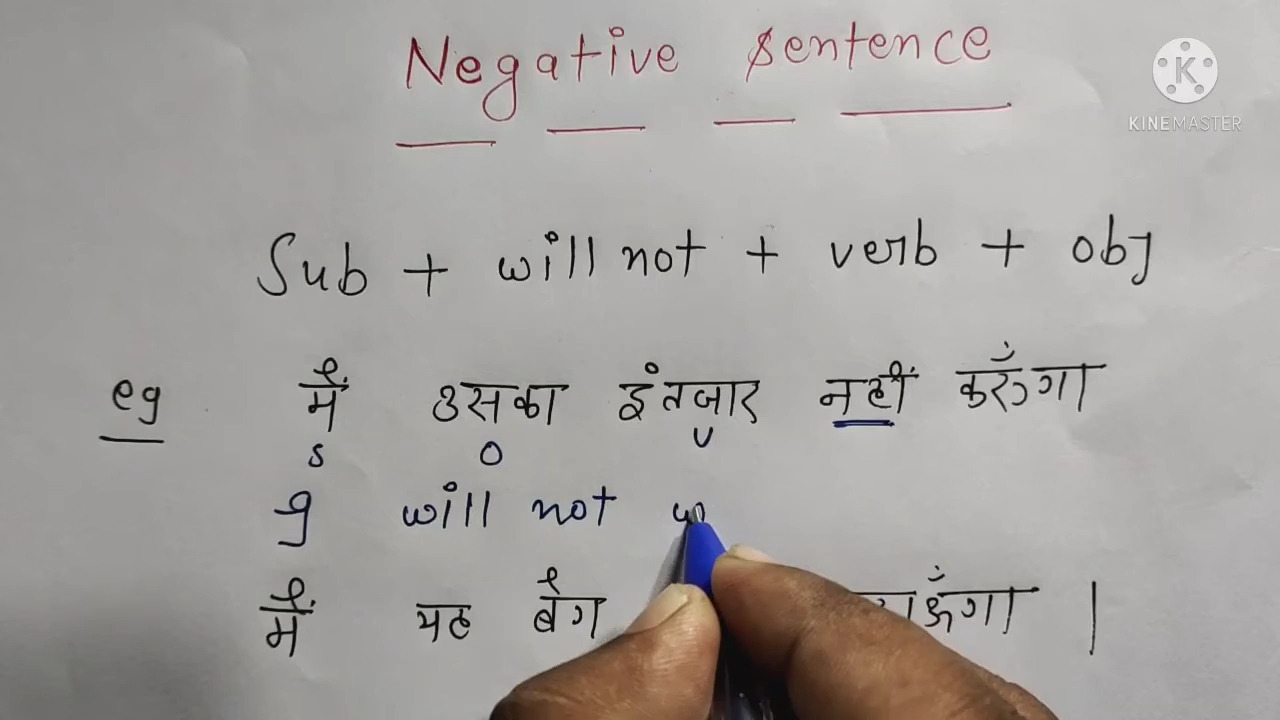 Negative Sentence
KINEMASTER
Sub + will not + verb + obj
eg मैं उसका इंतजार नहीं करुँगा
S O V
I will not
मैं यह बैग